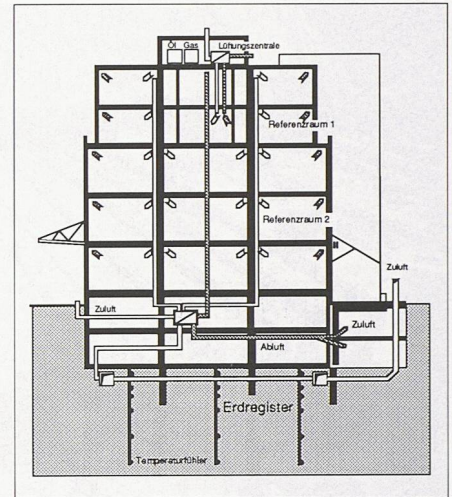 Öl Gas Lüftungszentrale
Referenzraum 1
Referenzraum 2
Zuluft
Zuluft
Zuluft
Abluft
Erdregister
Temperaturfühler